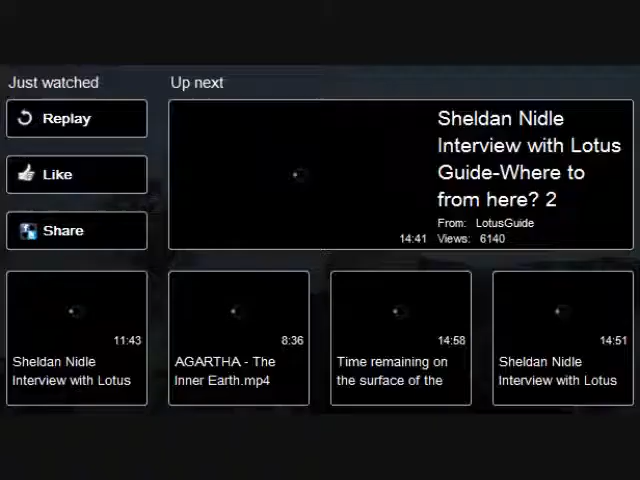 Just watched
Up next
Replay
Like
Share
Sheldan Nidle
Interview with Lotus
Guide-Where to
from here? 2
From: LotusGuide
14:41 Views: 6140
11:43
Sheldan Nidle
Interview with Lotus
8:36
AGARTHA - The
Inner Earth.mp4
14:58
Time remaining on
the surface of the
14:51
Sheldan Nidle
Interview with Lotus